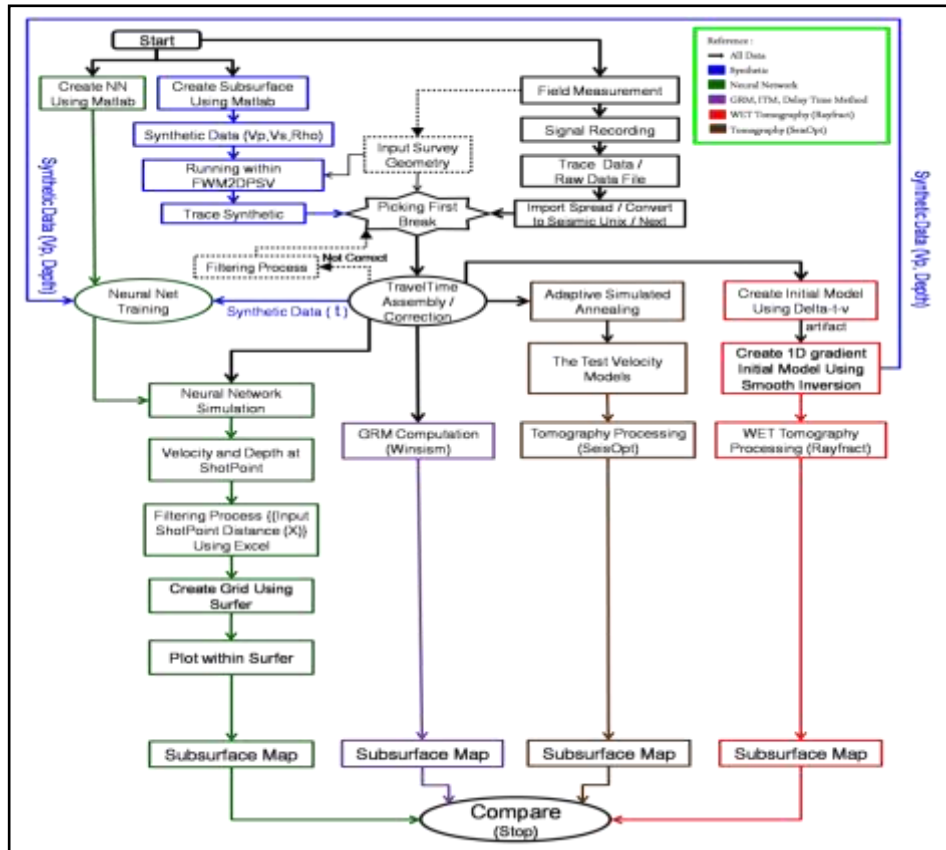 Start
Reference :
All Data
Synthetic
Neural Network
GRM, ITM, Delay Time Method
WET Tomography (Rayfract)
Tomography (SeisOpt)
Create NN
Using Matlab
Create Subsurface
Using Matlab
Field Measurement
Synthetic Data (Vp,Vs,Rho)
Signal Recording
Input Survey
Geometry
Running within
FWM2DPSV
Trace Data /
Raw Data File
Trace Synthetic
Picking First
Break
Import Spread / Convert
to Seismic Unix / Next
Synthetic Data (Vp, Depth)
Synthetic Data (Vp, Depth)
Not Correct
Filtering Process
Neural Net
Training
Synthetic Data ( t )
TravelTime
Assembly /
Correction
Adaptive Simulated
Annealing
Create Initial Model
Using Delta-t-v
artifact
The Test Velocity
Models
Create 1D gradient
Initial Model Using
Smooth Inversion
Neural Network
Simulation
GRM Computation
(Winsism)
Tomography Processing
(SeisOpt)
WET Tomography
Processing (Rayfract)
Velocity and Depth at
ShotPoint
Filtering Process {(Input
ShotPoint Distance (X)}
Using Excel
Create Grid Using
Surfer
Plot within Surfer
Subsurface Map
Subsurface Map
Subsurface Map
Subsurface Map
Compare
(Stop)